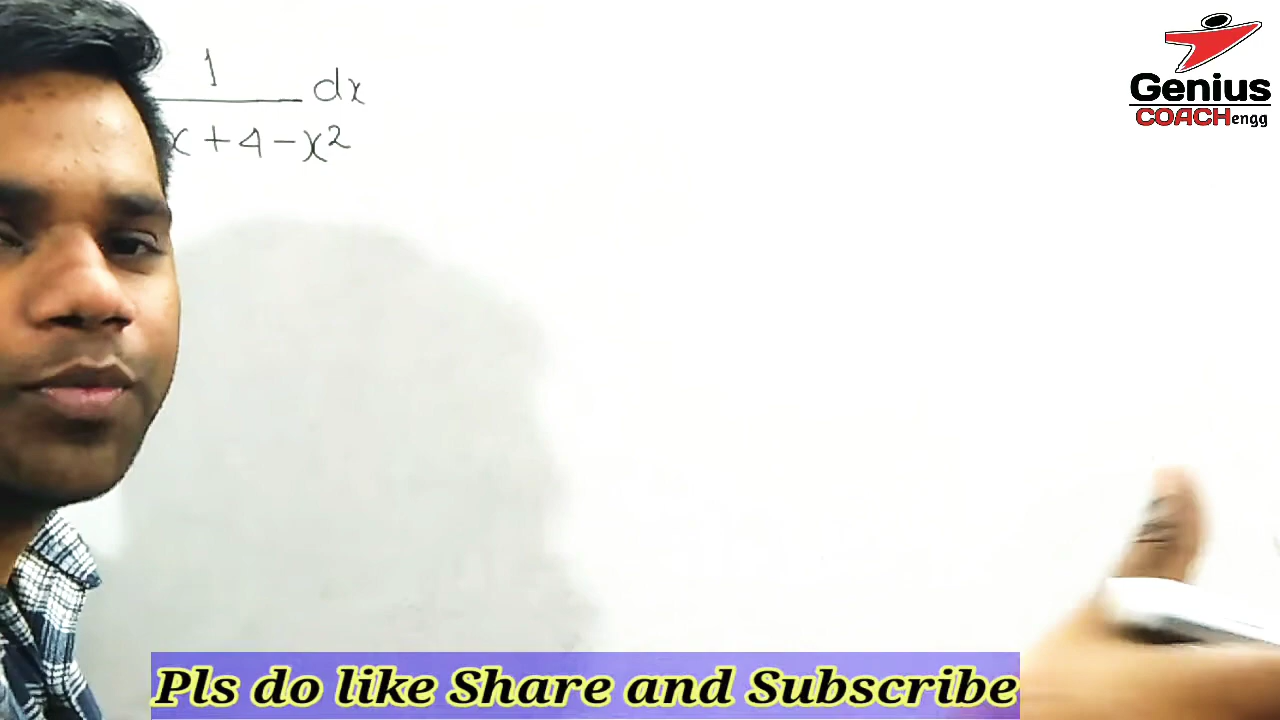 1
dx
x + 4 - x²
Genius
COACHengg
Pls do like Share and Subscribe